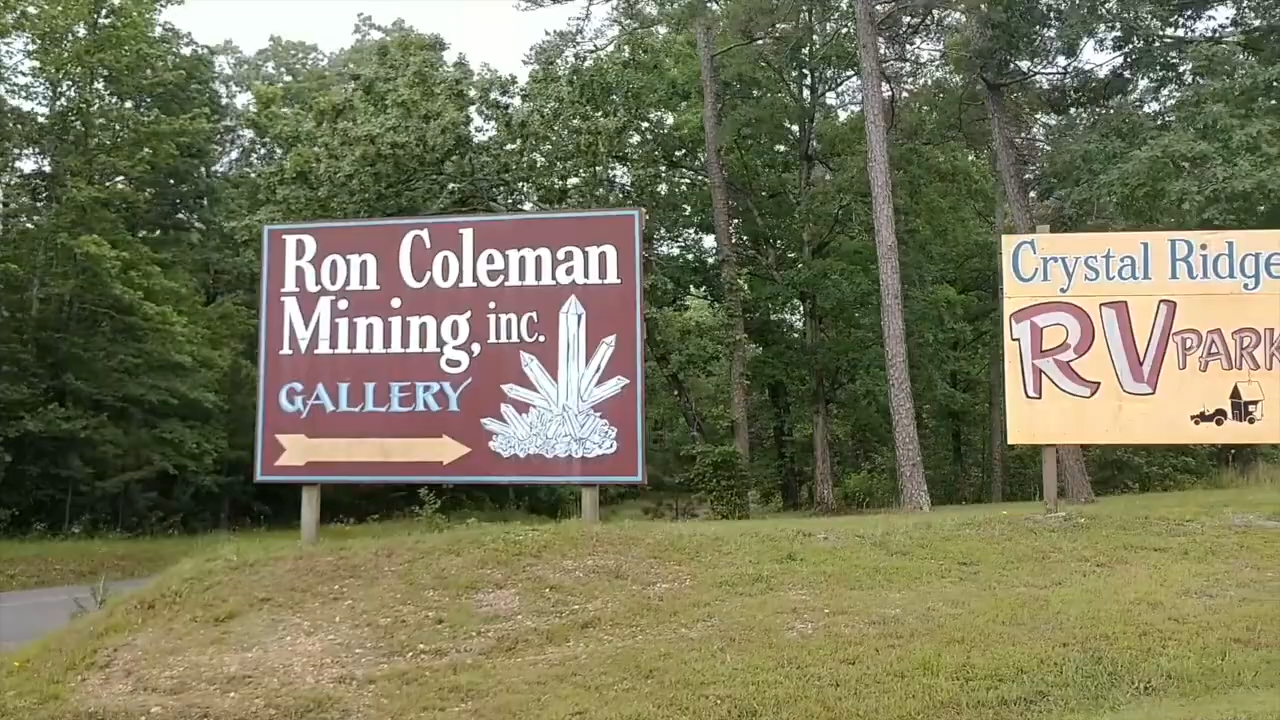 Ron Coleman
Mining, inc.
GALLERY
Crystal Ridge
RV PARK